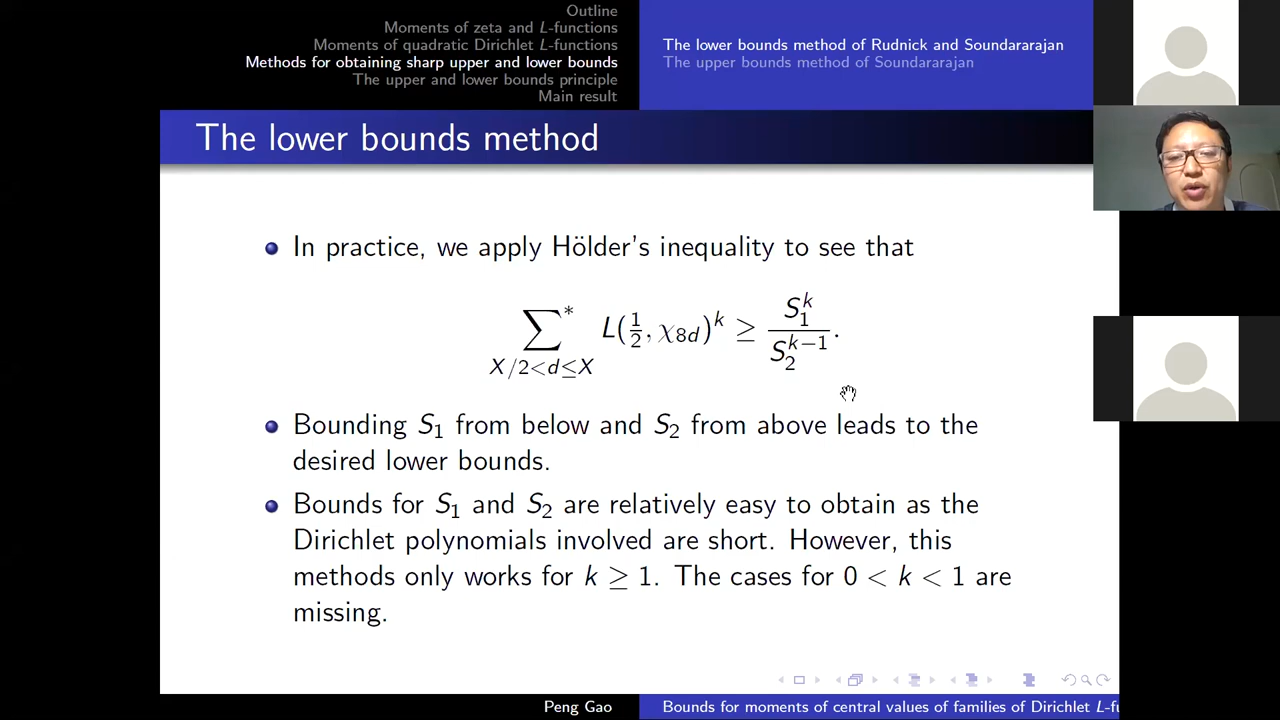 Outline
Moments of zeta and L-functions
Moments of quadratic Dirichlet L-functions
Methods for obtaining sharp upper and lower bounds
The upper and lower bounds principle
Main result
The lower bounds method of Rudnick and Soundararajan
The upper bounds method of Soundararajan
The lower bounds method
In practice, we apply Hölder's inequality to see that
∑* X/2<d≤X L(½, χ8d)^k ≥ S₁^k / S₂^{k−1}.
Bounding S₁ from below and S₂ from above leads to the
desired lower bounds.
Bounds for S₁ and S₂ are relatively easy to obtain as the
Dirichlet polynomials involved are short. However, this
methods only works for k ≥ 1. The cases for 0 < k < 1 are
missing.
Peng Gao
Bounds for moments of central values of families of Dirichlet L-fu